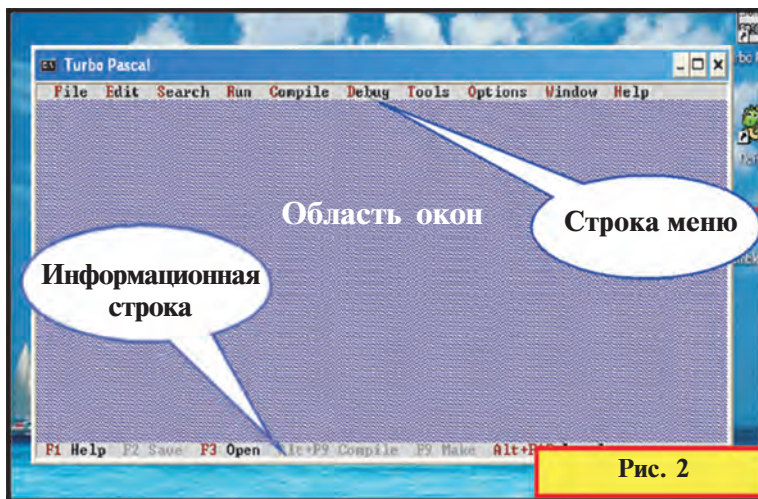 Turbo Pascal
File Edit Search Run Compile Debug Tools Options Window Help
Область окон
Строка меню
Информационная
строка
F1 Help F2 Save F3 Open Alt+F9 Compile F9 Make
Рис. 2